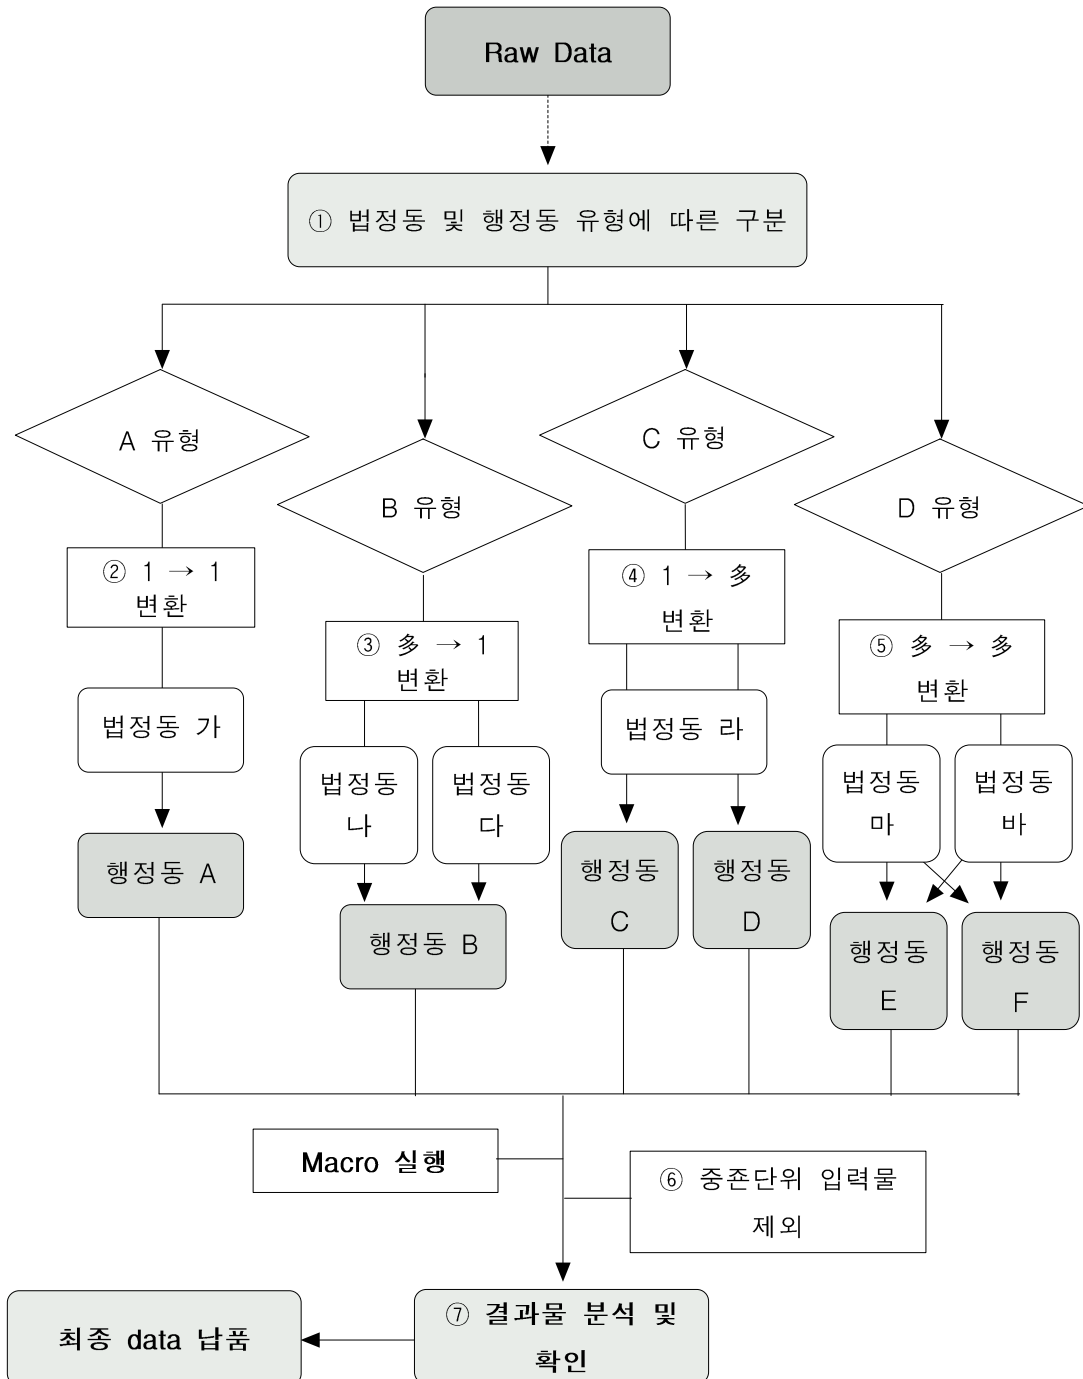 Raw Data
① 법정동 및 행정동 유형에 따른 구분
A 유형
B 유형
C 유형
D 유형
② 1 → 1
변환
③ 多 → 1
변환
④ 1 → 多
변환
⑤ 多 → 多
변환
법정동 가
법정동
나
법정동
다
법정동 라
법정동
마
법정동
바
행정동 A
행정동 B
행정동
C
행정동
D
행정동
E
행정동
F
Macro 실행
⑥ 중죤단위 입력물
제외
⑦ 결과물 분석 및
확인
최종 data 납품